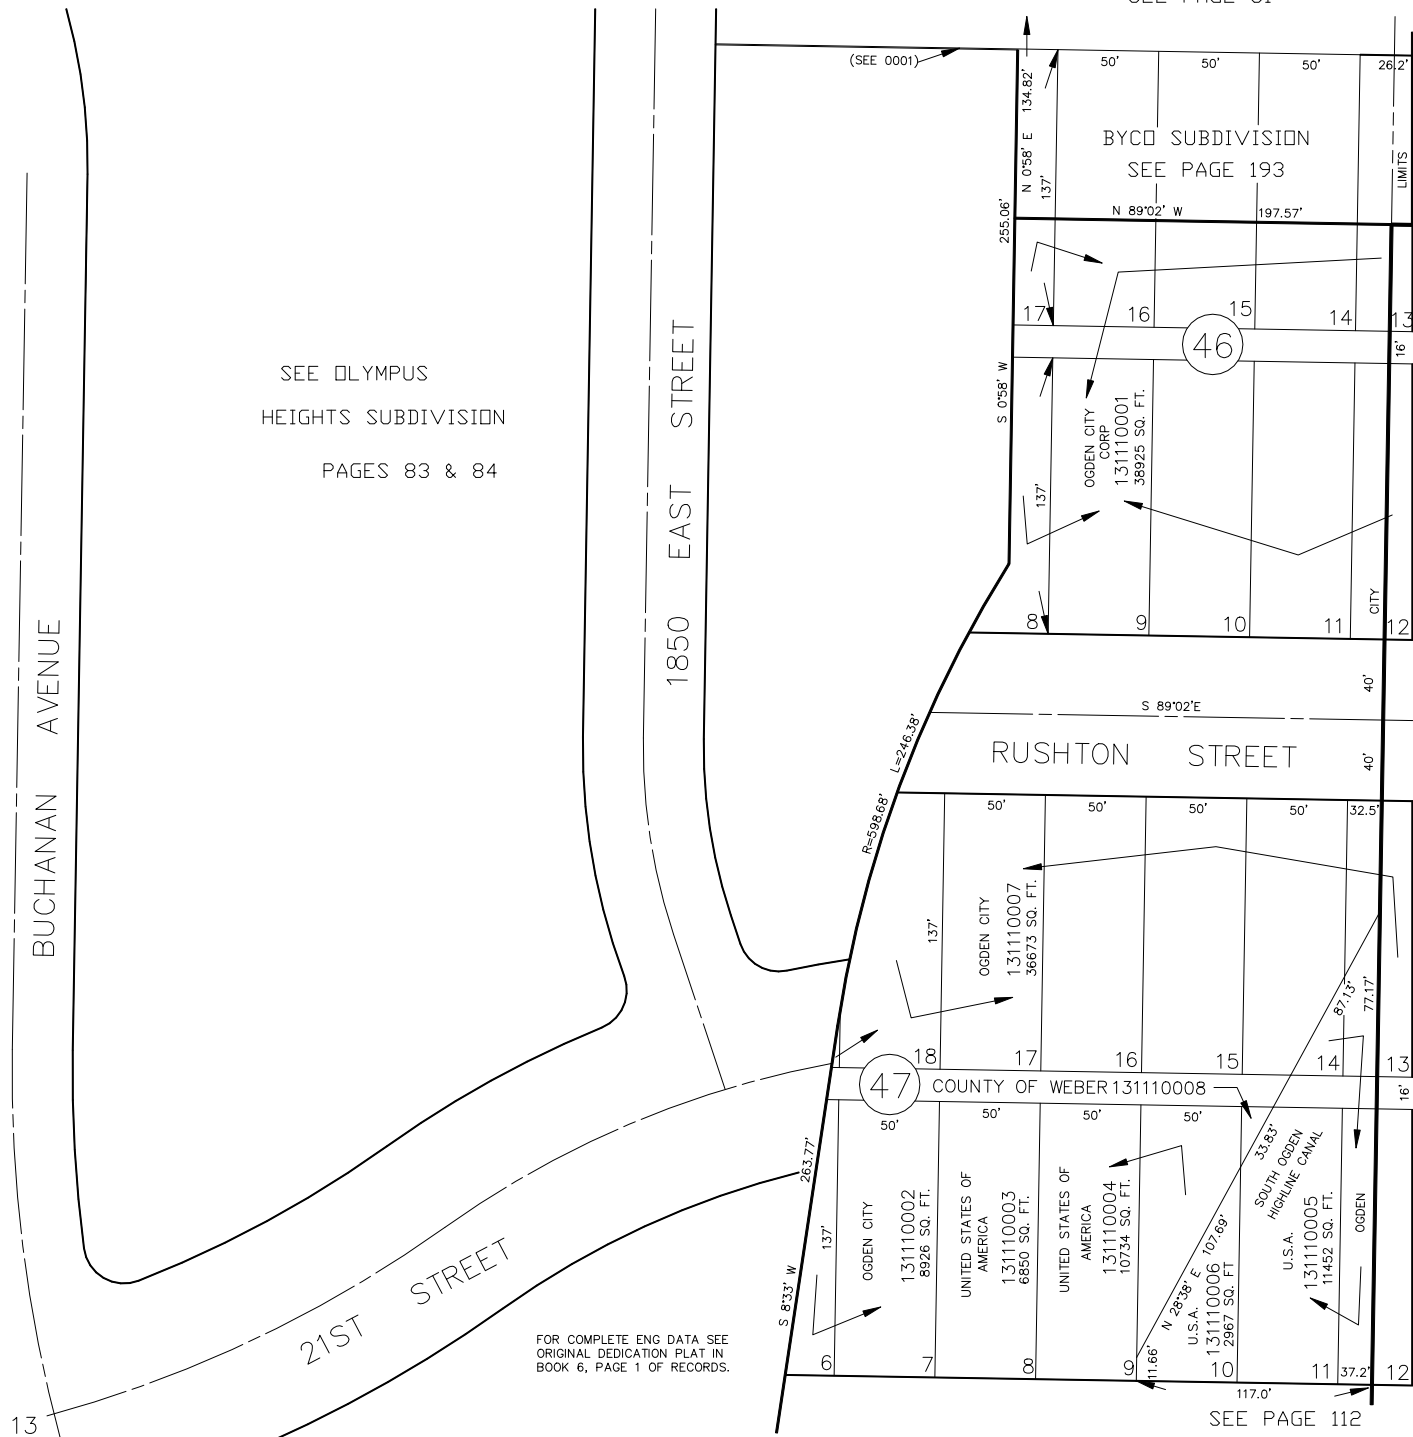 (SEE 0001)
50'
50'
50'
26.2'
N 0°58' E 134.82'
137'
BYCO SUBDIVISION
SEE PAGE 193
LIMITS
N 89°02' W
197.57'
255.06'
17
16
15
14
13
46
16'
S 0°58' W
137'
OGDEN CITY
CORP
131110001
38925 SQ. FT.
CITY
8
9
10
11
12
SEE OLYMPUS
HEIGHTS SUBDIVISION
PAGES 83 & 84
1850 EAST STREET
BUCHANAN AVENUE
40'
S 89°02'E
RUSHTON STREET
40'
L=246.38'
R=598.68'
50'
50'
50'
50'
32.5'
137'
OGDEN CITY
131110007
36673 SQ. FT.
87.13'
77.17'
18
17
16
15
14
13
47
COUNTY OF WEBER 131110008
16'
50'
50'
50'
50'
263.77'
137'
OGDEN CITY
131110002
8926 SQ. FT.
UNITED STATES OF
AMERICA
131110003
6850 SQ. FT.
UNITED STATES OF
AMERICA
131110004
10734 SQ. FT.
33.83'
SOUTH OGDEN
HIGHLINE CANAL
N 28°38' E 107.69'
U.S.A.
131110006
2967 SQ. FT
U.S.A.
131110005
11452 SQ. FT.
OGDEN
S 8°33' W
21ST STREET
FOR COMPLETE ENG DATA SEE
ORIGINAL DEDICATION PLAT IN
BOOK 6, PAGE 1 OF RECORDS.
6
7
8
9
11.66'
10
11
37.2'
12
117.0'
SEE PAGE 112
13